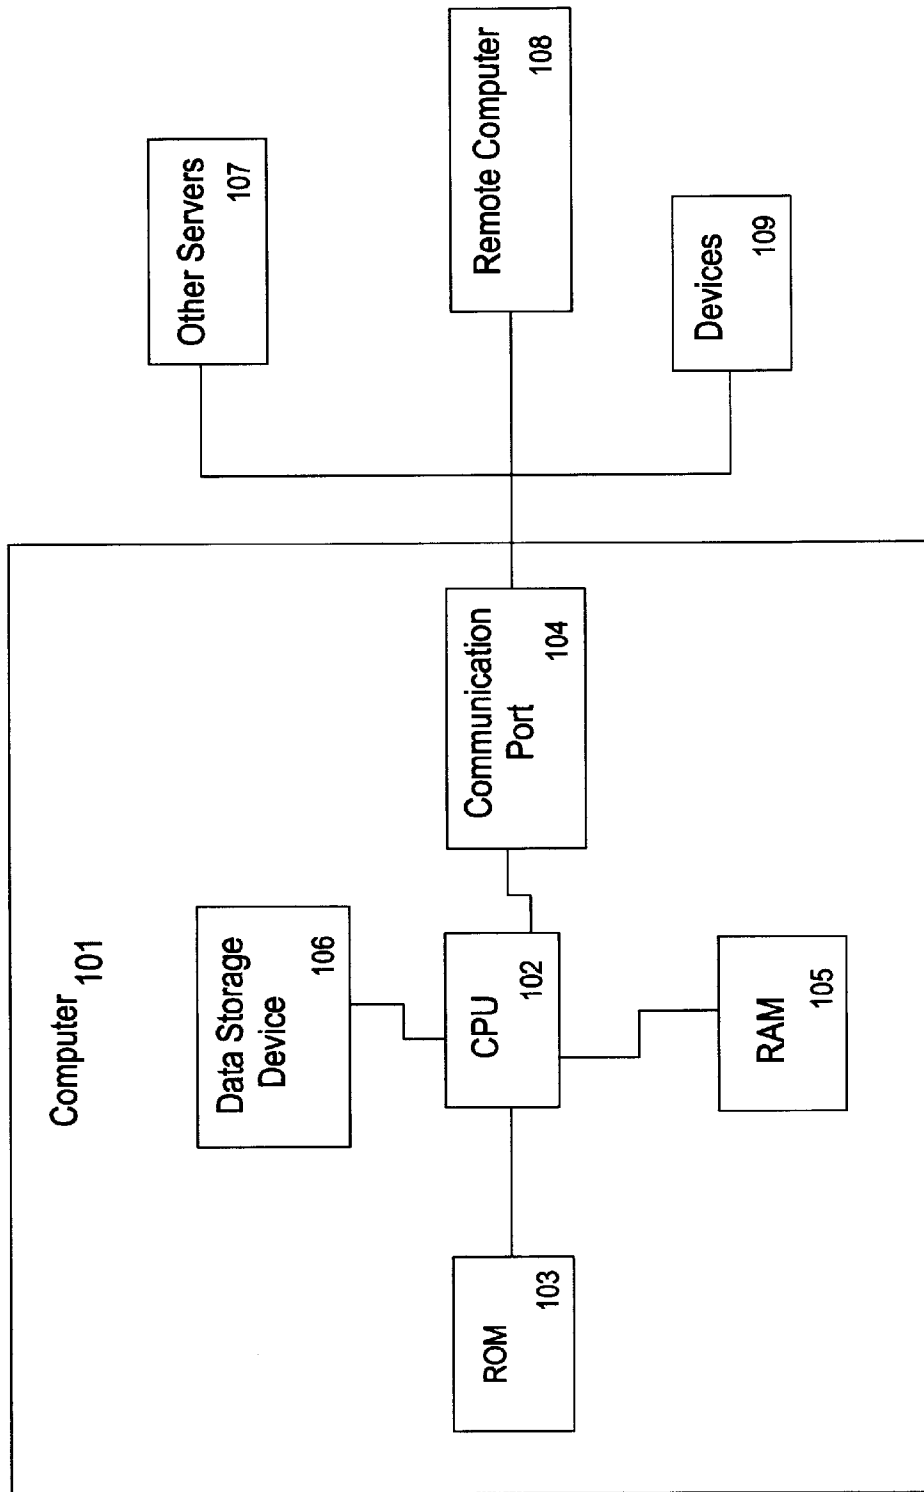 Computer 101
Data Storage
Device
106
ROM
103
CPU
102
RAM
105
Communication
Port
104
Other Servers
107
Remote Computer
108
Devices
109